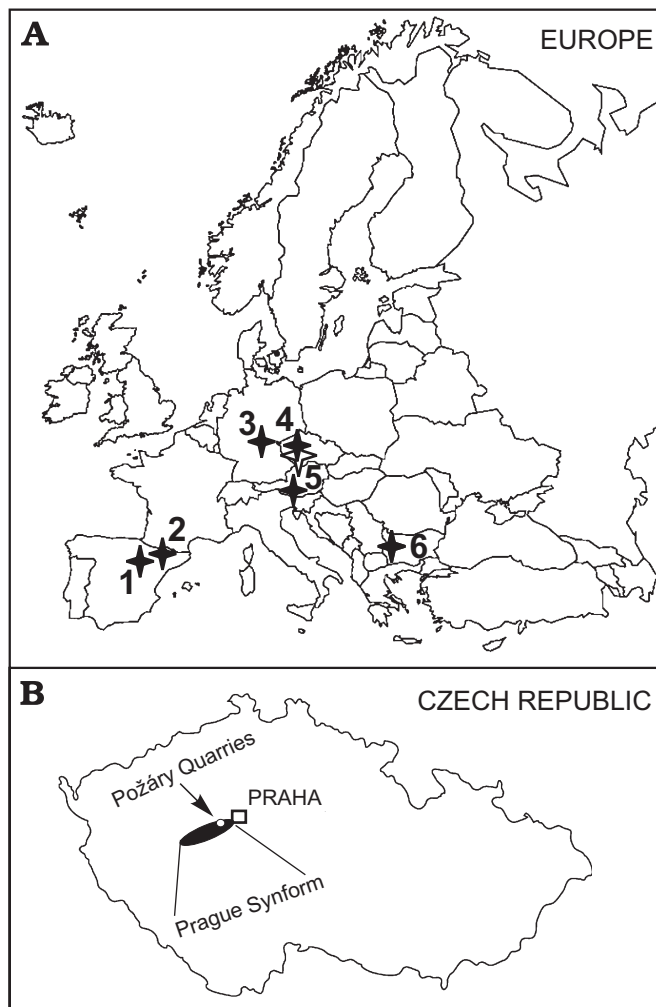 A
EUROPE
3
4
5
2
1
6
B
CZECH REPUBLIC
Požáry Quarries
PRAHA
Prague Synform